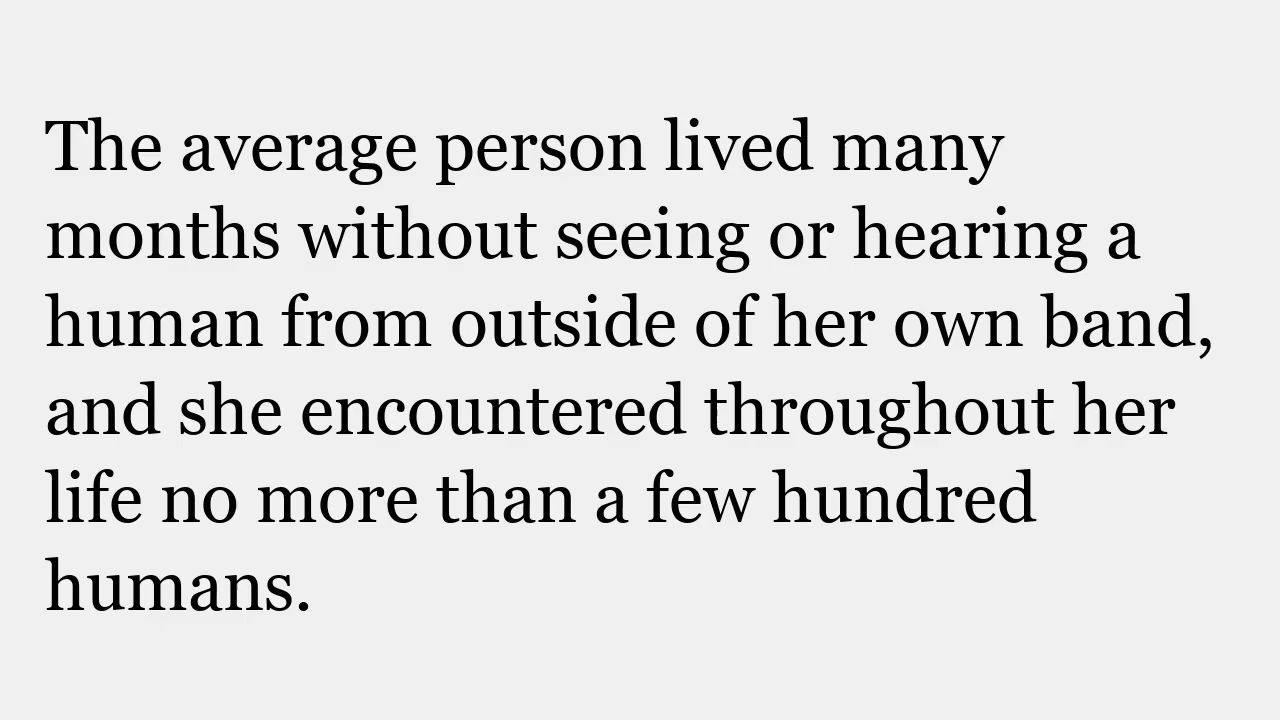 The average person lived many
months without seeing or hearing a
human from outside of her own band,
and she encountered throughout her
life no more than a few hundred
humans.